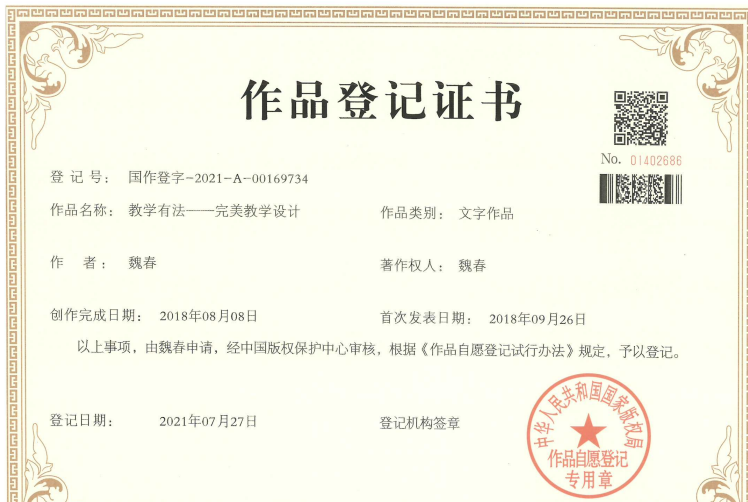 作品登记证书
No. 01402686
登 记 号： 国作登字-2021-A-00169734
作品名称： 教学有法——完美教学设计
作品类别： 文字作品
作 者： 魏春
著作权人： 魏春
创作完成日期： 2018年08月08日
首次发表日期： 2018年09月26日
以上事项，由魏春申请，经中国版权保护中心审核，根据《作品自愿登记试行办法》规定，予以登记。
登记日期： 2021年07月27日
登记机构签章
中华人民共和国国家版权局
作品自愿登记
专用章